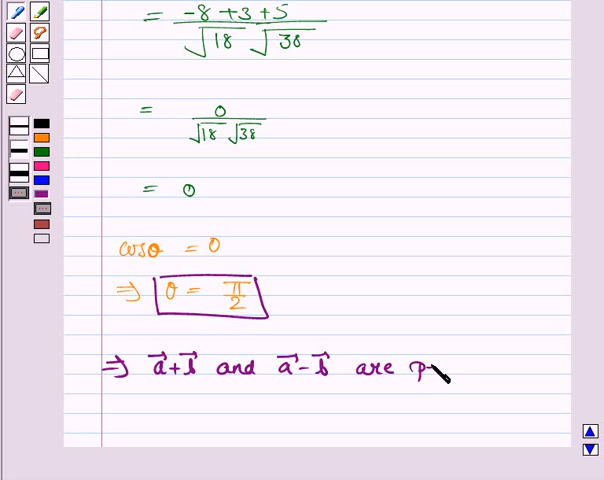 = -8 + 3 + 5 / √18 √38
= 0 / √18 √38
= 0
cosθ = 0
⇒ θ = π/2
⇒ a⃗ + b⃗ and a⃗ - b⃗ are p